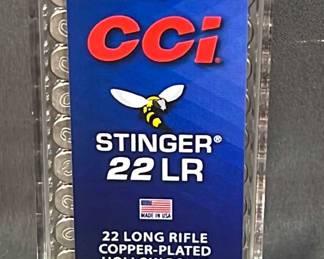 CCi
STINGER®
22 LR
MADE IN USA
22 LONG RIFLE
COPPER-PLATED